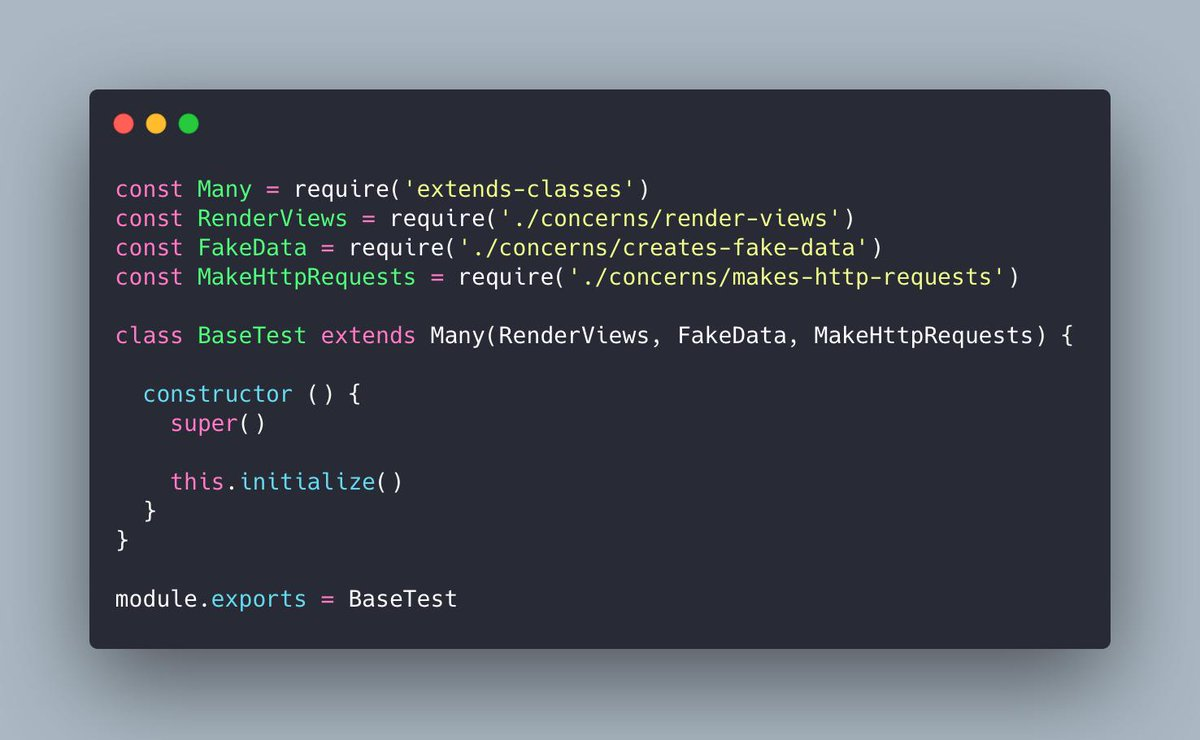 const Many = require('extends-classes')
const RenderViews = require('./concerns/render-views')
const FakeData = require('./concerns/creates-fake-data')
const MakeHttpRequests = require('./concerns/makes-http-requests')
class BaseTest extends Many(RenderViews, FakeData, MakeHttpRequests) {
constructor () {
super()
this.initialize()
}
}
module.exports = BaseTest